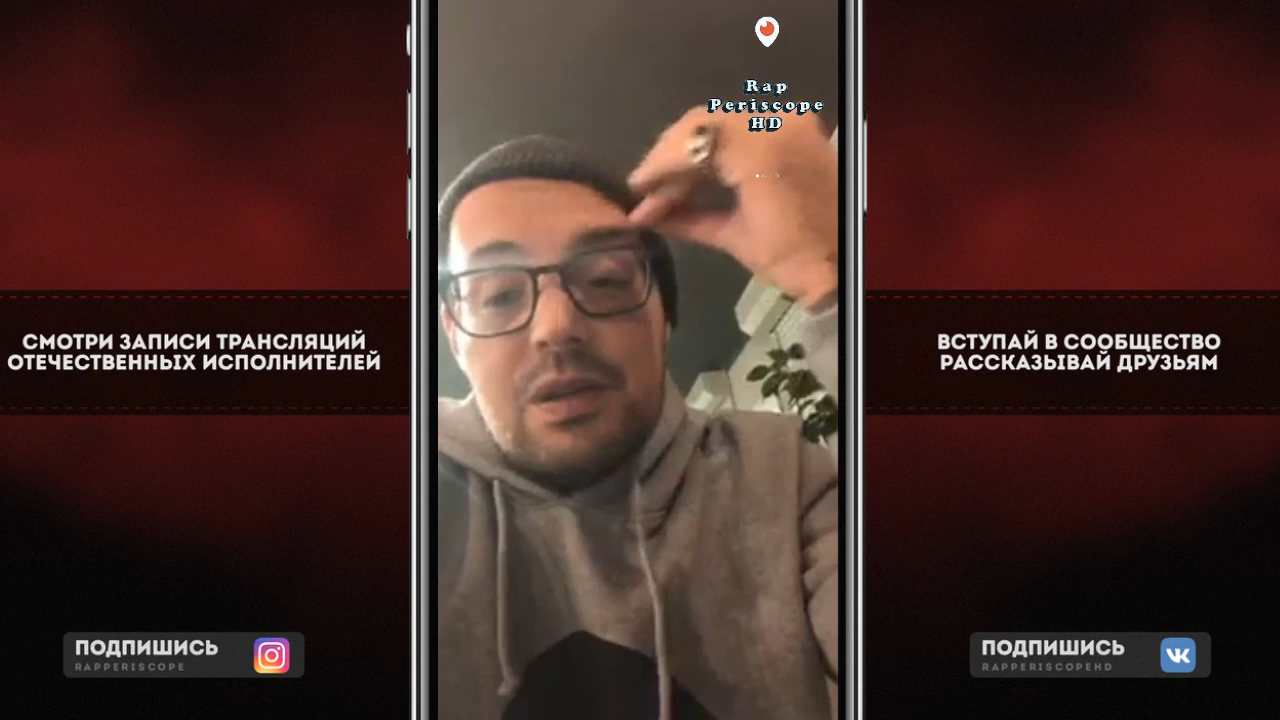 Rap
Periscope
HD
СМОТРИ ЗАПИСИ ТРАНСЛЯЦИЙ
ОТЕЧЕСТВЕННЫХ ИСПОЛНИТЕЛЕЙ
ВСТУПАЙ В СООБЩЕСТВО
РАССКАЗЫВАЙ ДРУЗЬЯМ
ПОДПИШИСЬ
RAPPERISCOPE
ПОДПИШИСЬ
RAPPERISCOPEHD